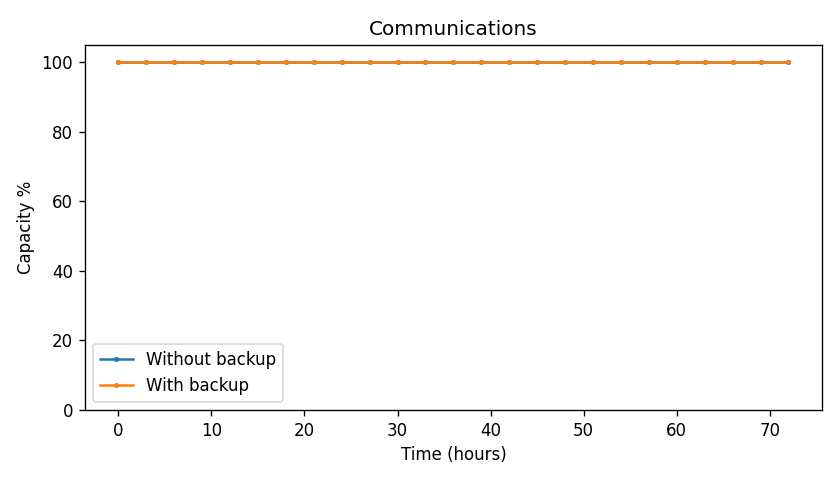 Communications
Capacity %
100
80
60
40
20
0
Without backup
With backup
0 10 20 30 40 50 60 70
Time (hours)